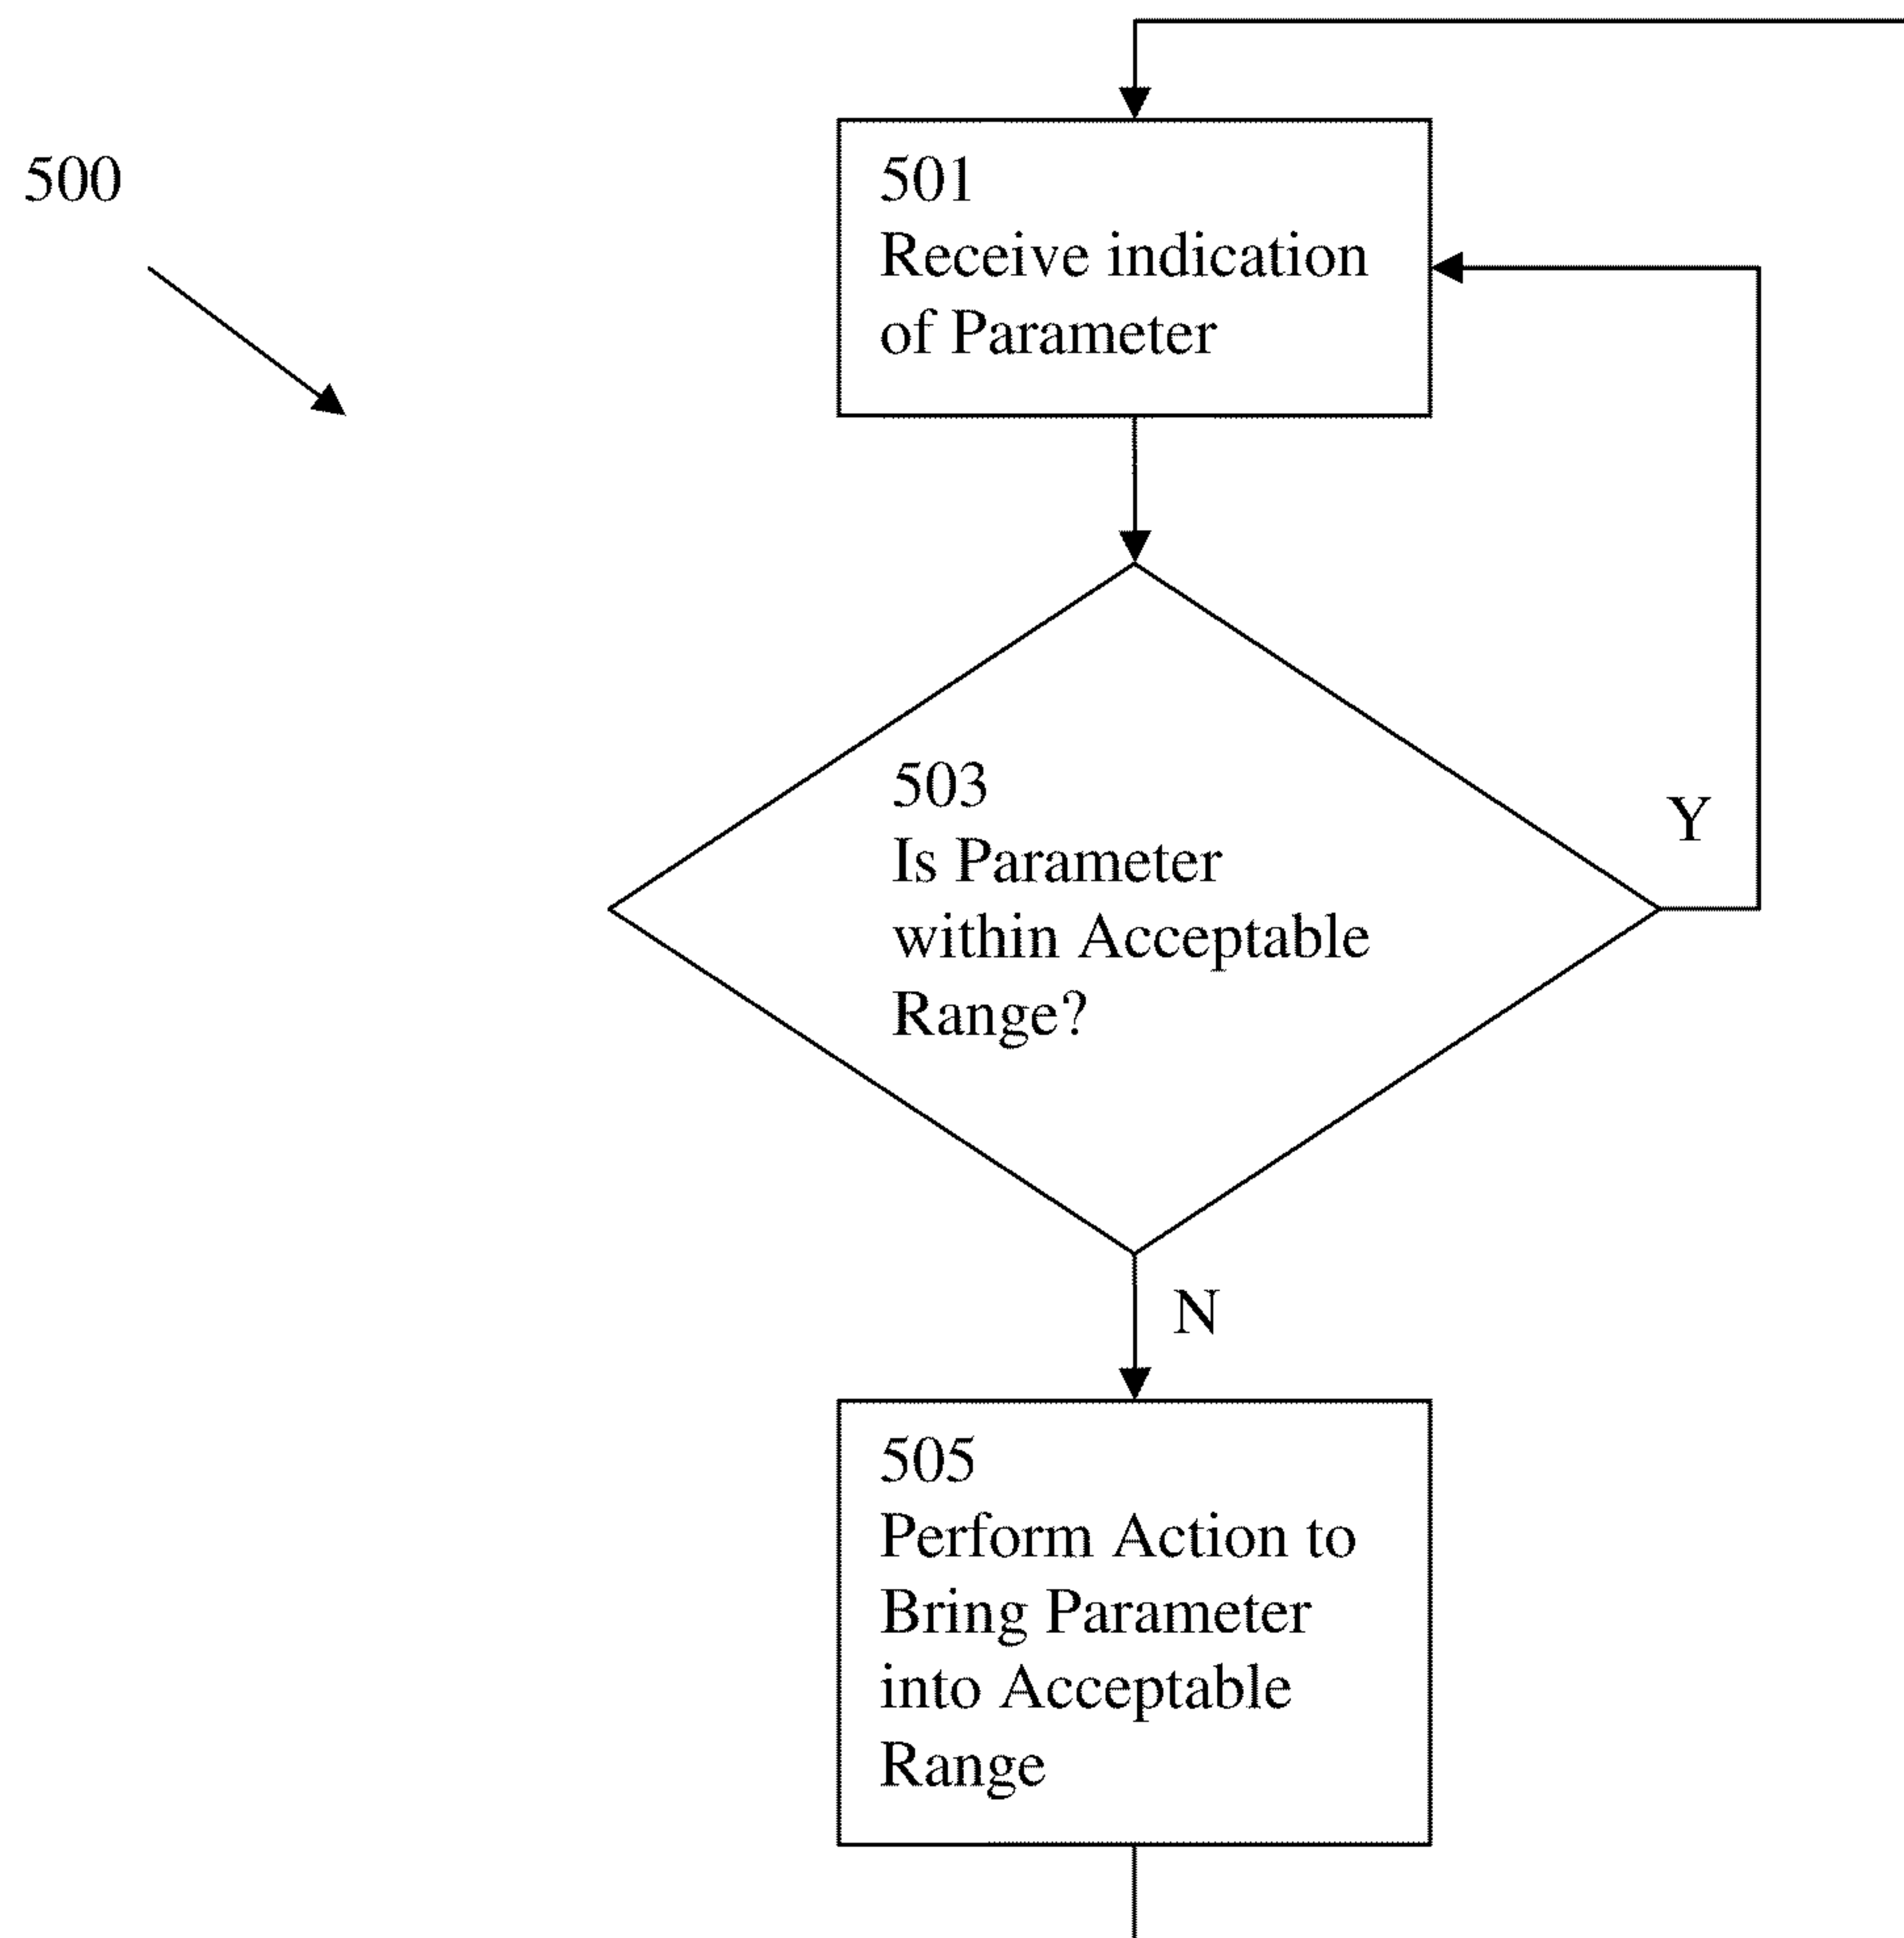 500
501
Receive indication
of Parameter
503
Is Parameter
within Acceptable
Range?
Y
N
505
Perform Action to
Bring Parameter
into Acceptable
Range